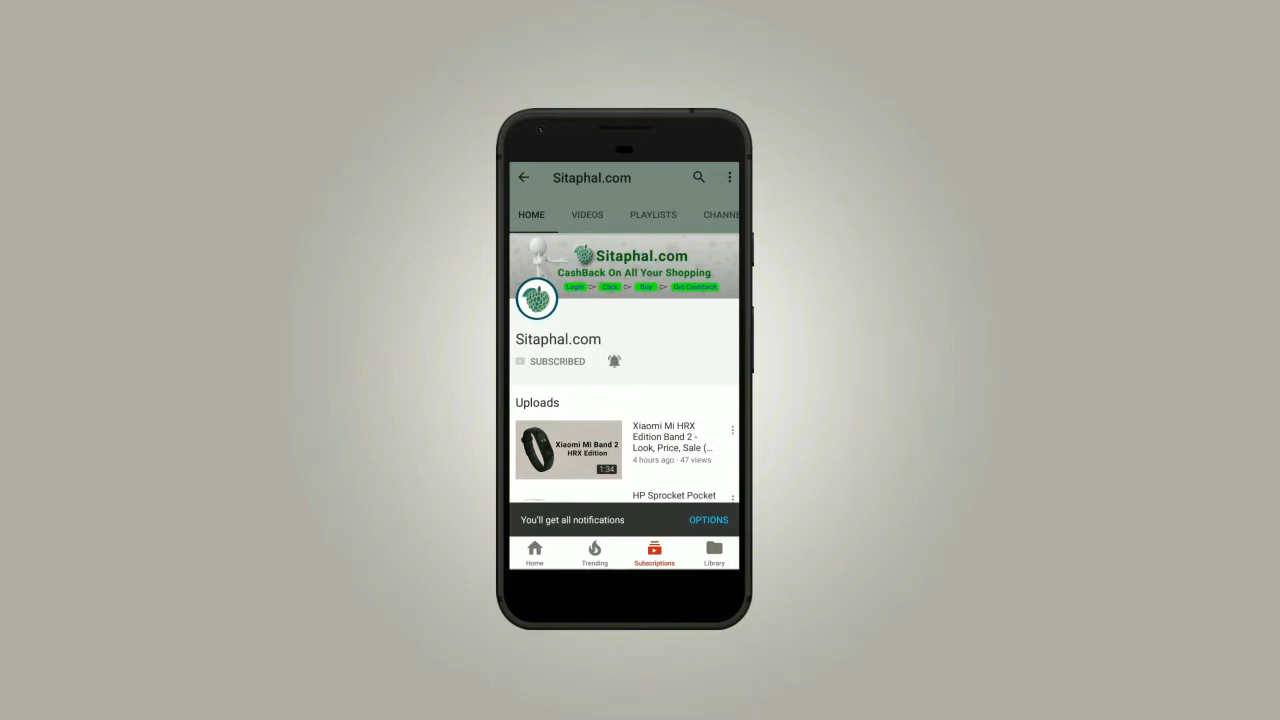 Sitaphal.com
HOME VIDEOS PLAYLISTS CHANNE
Sitaphal.com
CashBack On All Your Shopping
Login Click Buy Get Cashback
Sitaphal.com
SUBSCRIBED
Uploads
Xiaomi Mi Band 2
HRX Edition
1:34
Xiaomi Mi HRX
Edition Band 2 -
Look, Price, Sale (...
4 hours ago · 47 views
HP Sprocket Pocket
You'll get all notifications OPTIONS
Home Trending Subscriptions Library